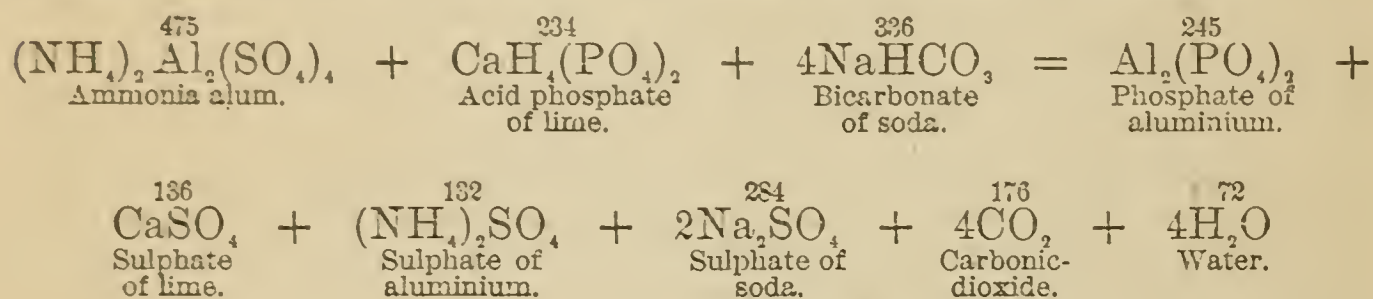 475 234 336 245
(NH₄)₂Al₂(SO₄)₄ + CaH₄(PO₄)₂ + 4NaHCO₃ = Al₂(PO₄)₂ +
Ammonia alum. Acid phosphate Bicarbonate Phosphate of
of lime. of soda. aluminium.
136 132 284 176 72
CaSO₄ + (NH₄)₂SO₄ + 2Na₂SO₄ + 4CO₂ + 4H₂O
Sulphate Sulphate of Sulphate of Carbonic- Water.
of lime. aluminium. soda. dioxide.